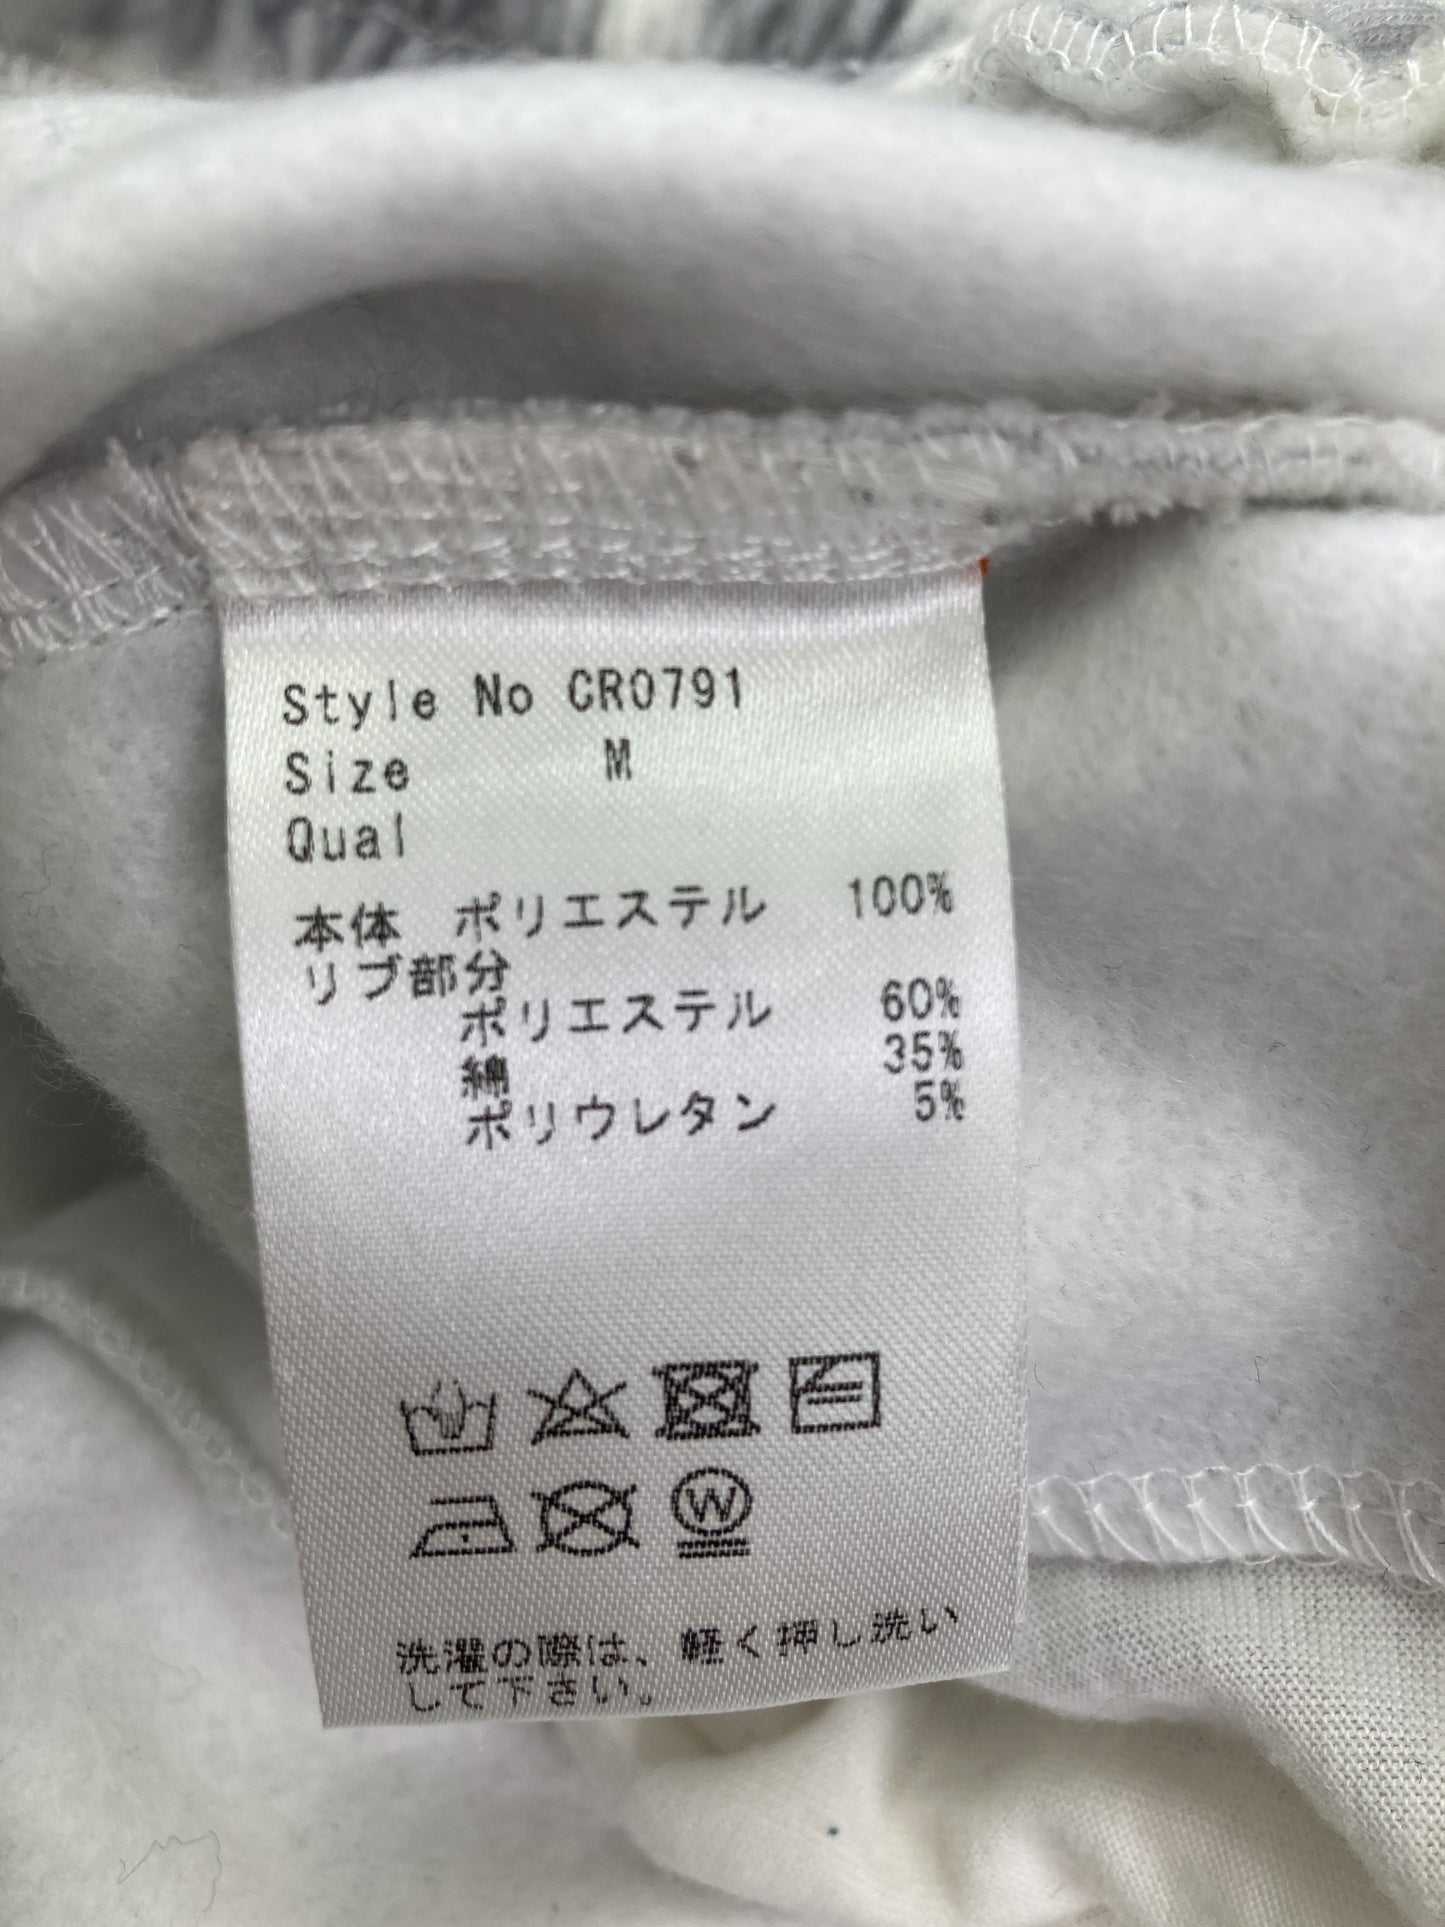 Style No CR0791
Size M
Qual
本体 ポリエステル 100%
リブ部分
ポリエステル 60%
綿 35%
ポリウレタン 5%
W
洗濯の際は、軽く押し洗い
して下さい。